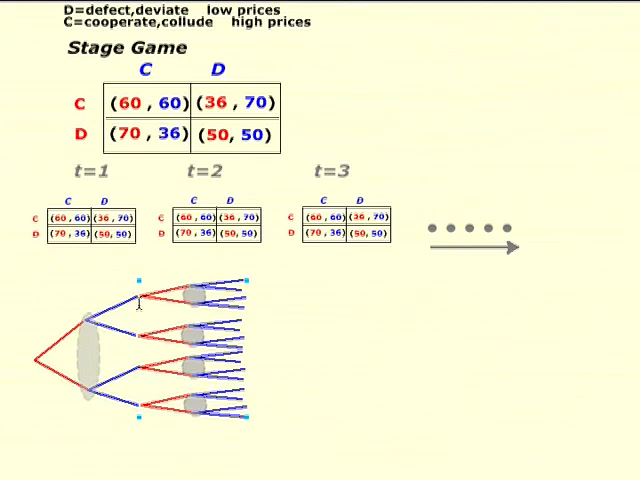 D=defect,deviate low prices
C=cooperate,collude high prices
Stage Game
C D
C (60 , 60) (36 , 70)
D (70 , 36) (50, 50)
t=1 t=2 t=3
C D C D C D
C (60 , 60) (36 , 70) C (60 , 60) (36 , 70) C (60 , 60) (36 , 70)
D (70 , 36) (50, 50) D (70 , 36) (50, 50) D (70 , 36) (50, 50)